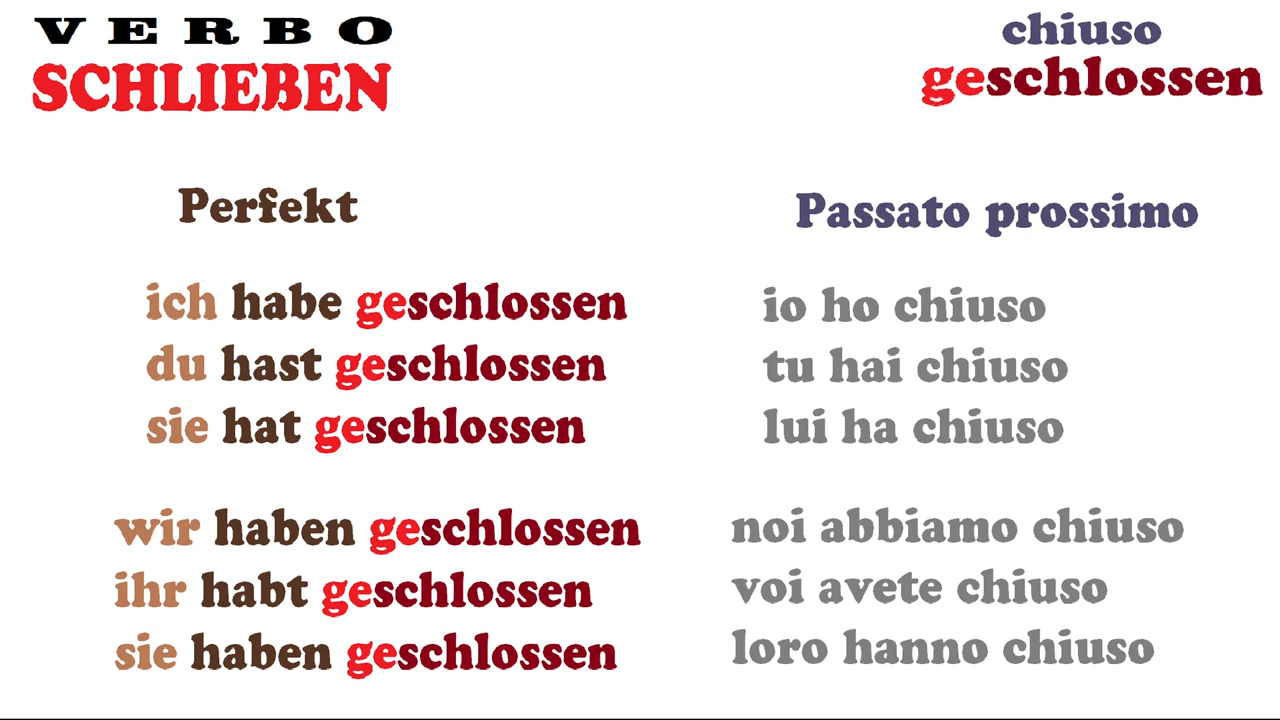 VERBO
SCHLIEßEN
chiuso
geschlossen
Perfekt
ich habe geschlossen
du hast geschlossen
sie hat geschlossen
wir haben geschlossen
ihr habt geschlossen
sie haben geschlossen
Passato prossimo
io ho chiuso
tu hai chiuso
lui ha chiuso
noi abbiamo chiuso
voi avete chiuso
loro hanno chiuso